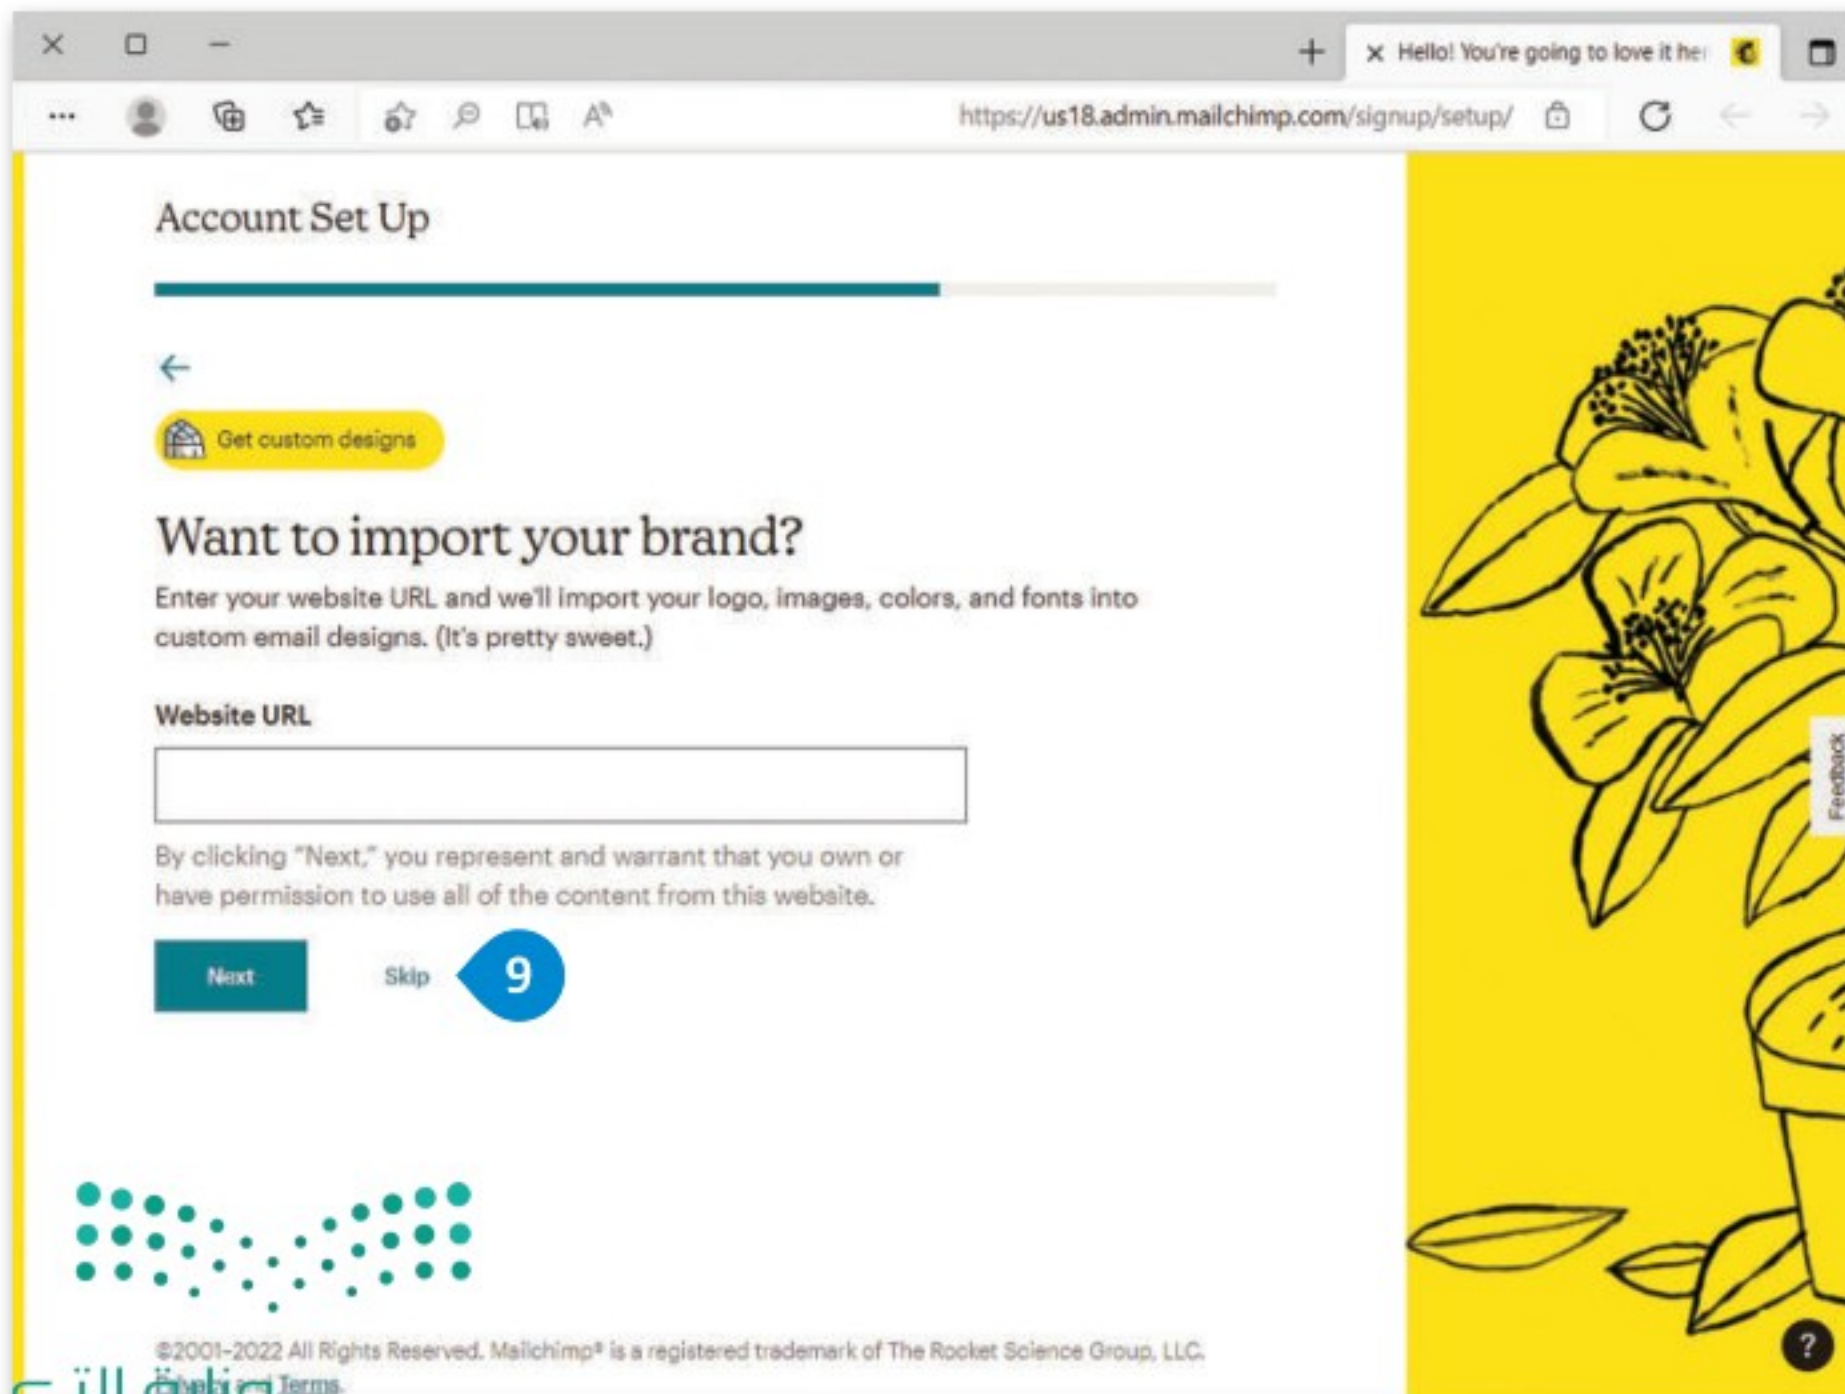 Hello! You're going to love it her
https://us18.admin.mailchimp.com/signup/setup/
Account Set Up
Get custom designs
Want to import your brand?
Enter your website URL and we'll import your logo, images, colors, and fonts into
custom email designs. (It's pretty sweet.)
Website URL
By clicking "Next," you represent and warrant that you own or
have permission to use all of the content from this website.
Next
Skip
9
Feedback
?
©2001-2022 All Rights Reserved. Mailchimp® is a registered trademark of The Rocket Science Group, LLC.
Privacy and Terms.